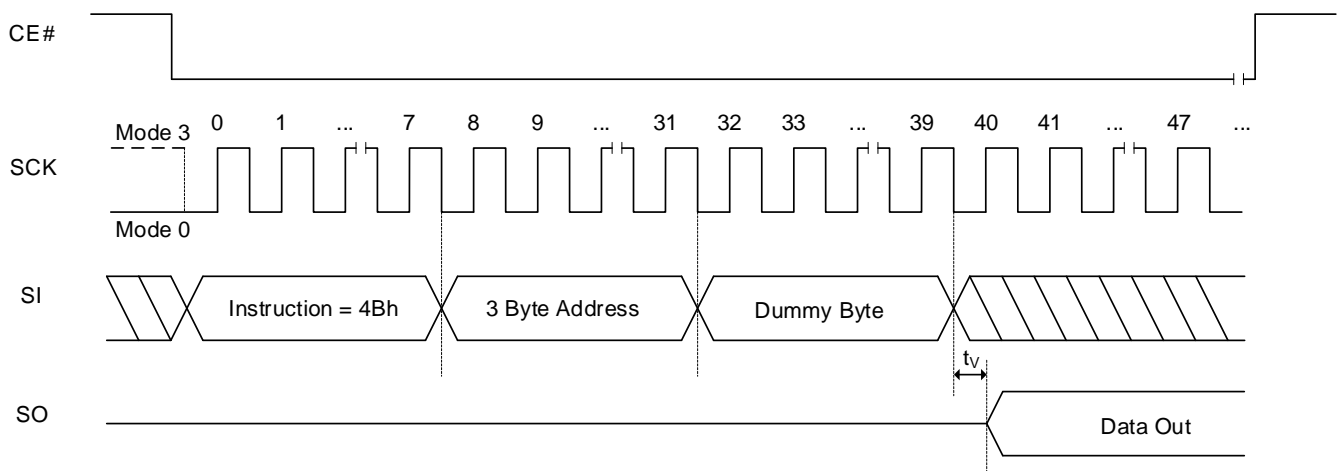 CE#
Mode 3 0 1 ... 7 8 9 ... 31 32 33 ... 39 40 41 ... 47 ...
SCK
Mode 0
SI Instruction = 4Bh 3 Byte Address Dummy Byte
tV
SO Data Out